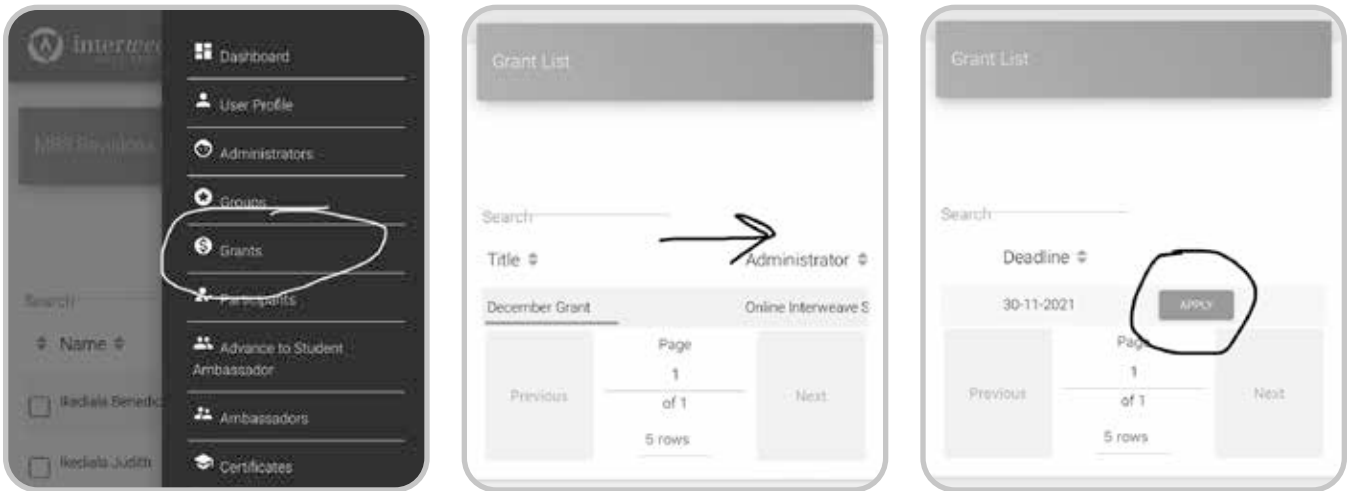 interwe
Dashboard
User Profile
Administrators
Groups
Grants
Participants
Advance to Student
Ambassador
Ambassadors
Certificates
MBS Revisions
Search
Name
Ikediala Benedic
Ikediala Judith
Grant List
Search
Title
Administrator
December Grant
Online Interweave S
Previous
Page
1
of 1
5 rows
Next
Grant List
Search
Deadline
30-11-2021
APPLY
Previous
Page
1
of 1
5 rows
Next